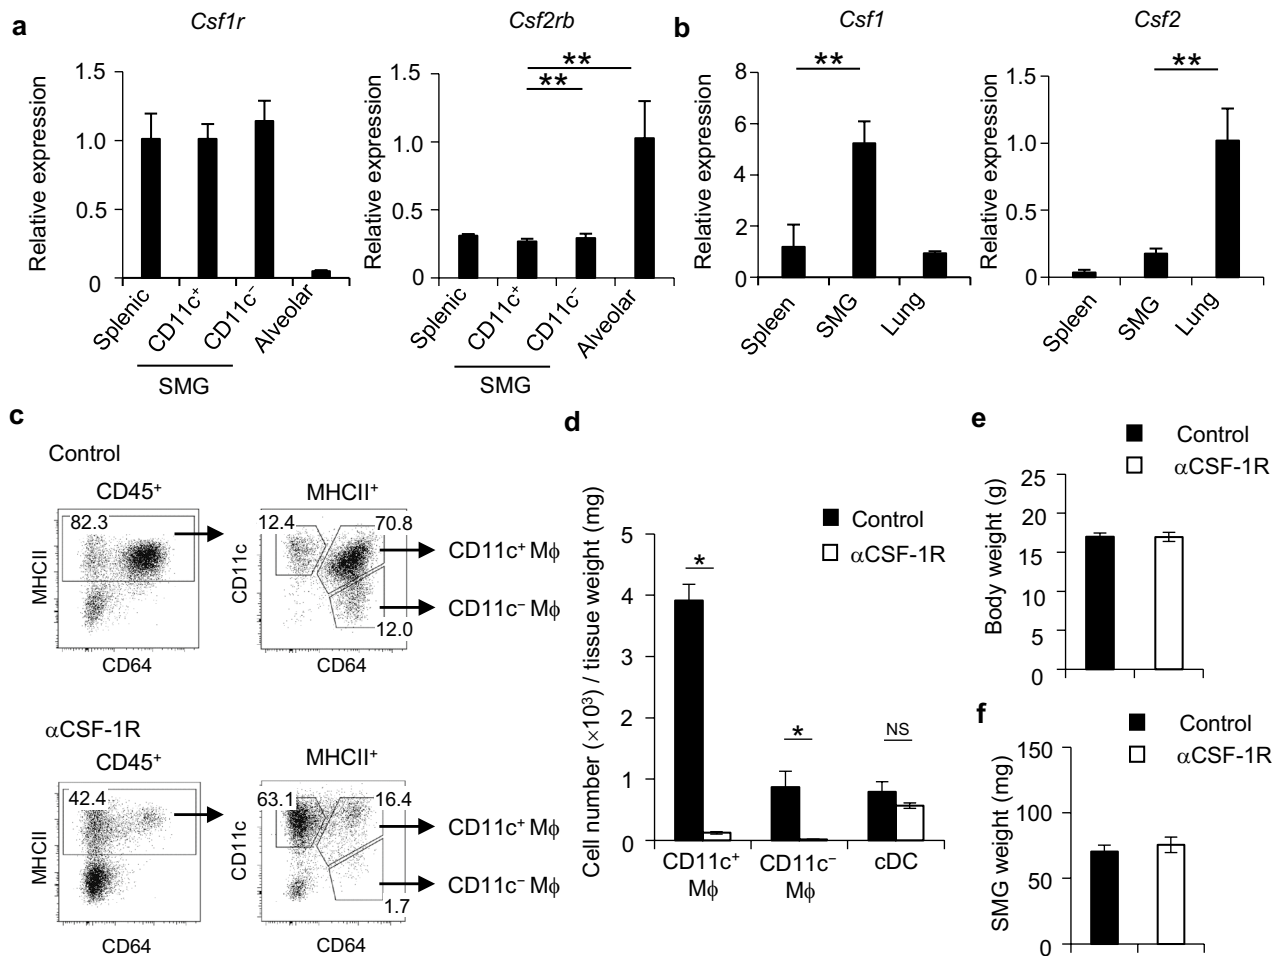 a
Csf1r
Relative expression
1.5
1.0
0.5
0
Splenic
CD11c⁺
CD11c⁻
Alveolar
SMG
Csf2rb
Relative expression
1.5
1.0
0.5
0
**
**
Splenic
CD11c⁺
CD11c⁻
Alveolar
SMG
b
Csf1
Relative expression
8
6
4
2
0
**
Spleen
SMG
Lung
Csf2
Relative expression
1.5
1.0
0.5
0
**
Spleen
SMG
Lung
c
Control
CD45⁺
82.3
MHCII
CD64
MHCII⁺
12.4
70.8
12.0
CD11c
CD64
CD11c⁺ Mϕ
CD11c⁻ Mϕ
αCSF-1R
CD45⁺
42.4
MHCII
CD64
MHCII⁺
63.1
16.4
1.7
CD11c
CD64
CD11c⁺ Mϕ
CD11c⁻ Mϕ
d
Control
αCSF-1R
Cell number (×10³) / tissue weight (mg)
5
4
3
2
1
0
*
*
NS
CD11c⁺
Mϕ
CD11c⁻
Mϕ
cDC
e
Control
αCSF-1R
Body weight (g)
25
20
15
10
5
0
f
Control
αCSF-1R
SMG weight (mg)
150
100
50
0